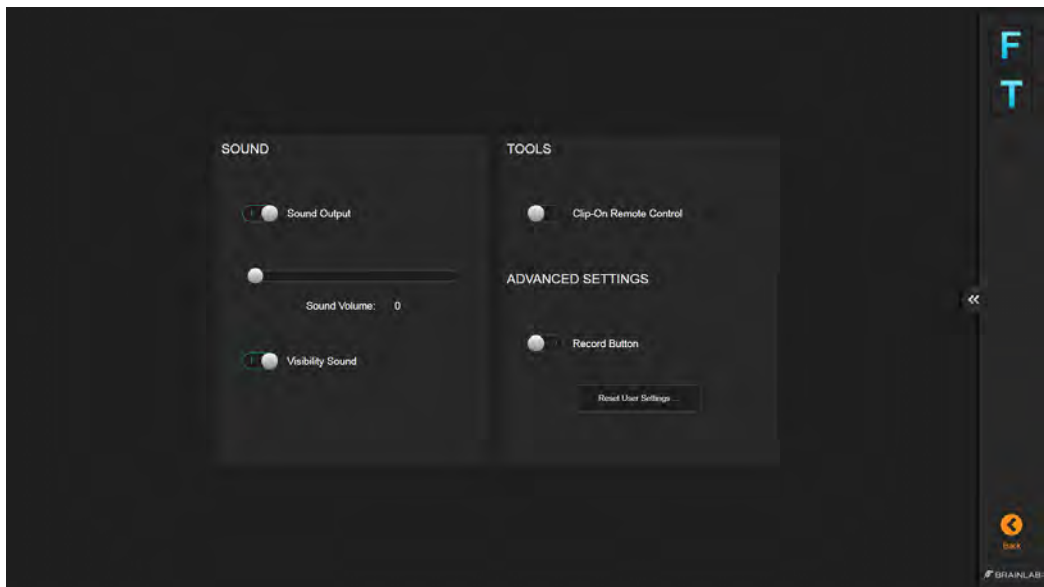 F
T
SOUND
Sound Output
Sound Volume: 0
Visibility Sound
TOOLS
Clip-On Remote Control
ADVANCED SETTINGS
Record Button
Reset User Settings ...
«
Back
BRAINLAB